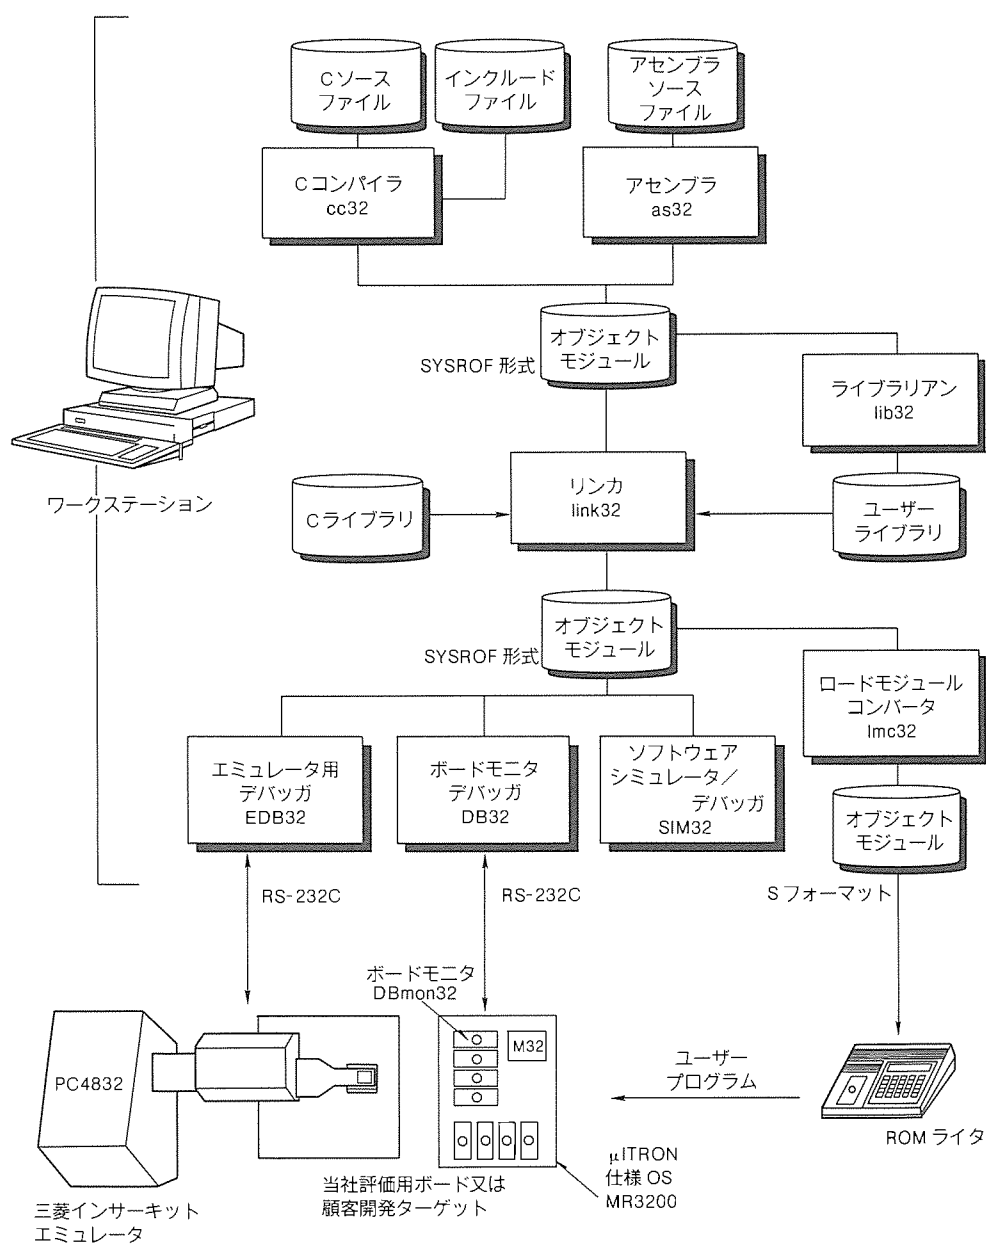 Cソース
ファイル
インクルード
ファイル
アセンブラ
ソース
ファイル
Cコンパイラ
cc32
アセンブラ
as32
オブジェクト
モジュール
SYSROF 形式
ライブラリアン
lib32
ワークステーション
Cライブラリ
リンカ
link32
ユーザー
ライブラリ
オブジェクト
モジュール
SYSROF 形式
ロードモジュール
コンバータ
lmc32
エミュレータ用
デバッガ
EDB32
ボードモニタ
デバッガ
DB32
ソフトウェア
シミュレータ/
デバッガ
SIM32
オブジェクト
モジュール
RS-232C
RS-232C
Sフォーマット
ボードモニタ
DBmon32
PC4832
M32
ユーザー
プログラム
ROM ライタ
μITRON
仕様 OS
MR3200
当社評価用ボード又は
顧客開発ターゲット
三菱インサーキット
エミュレータ